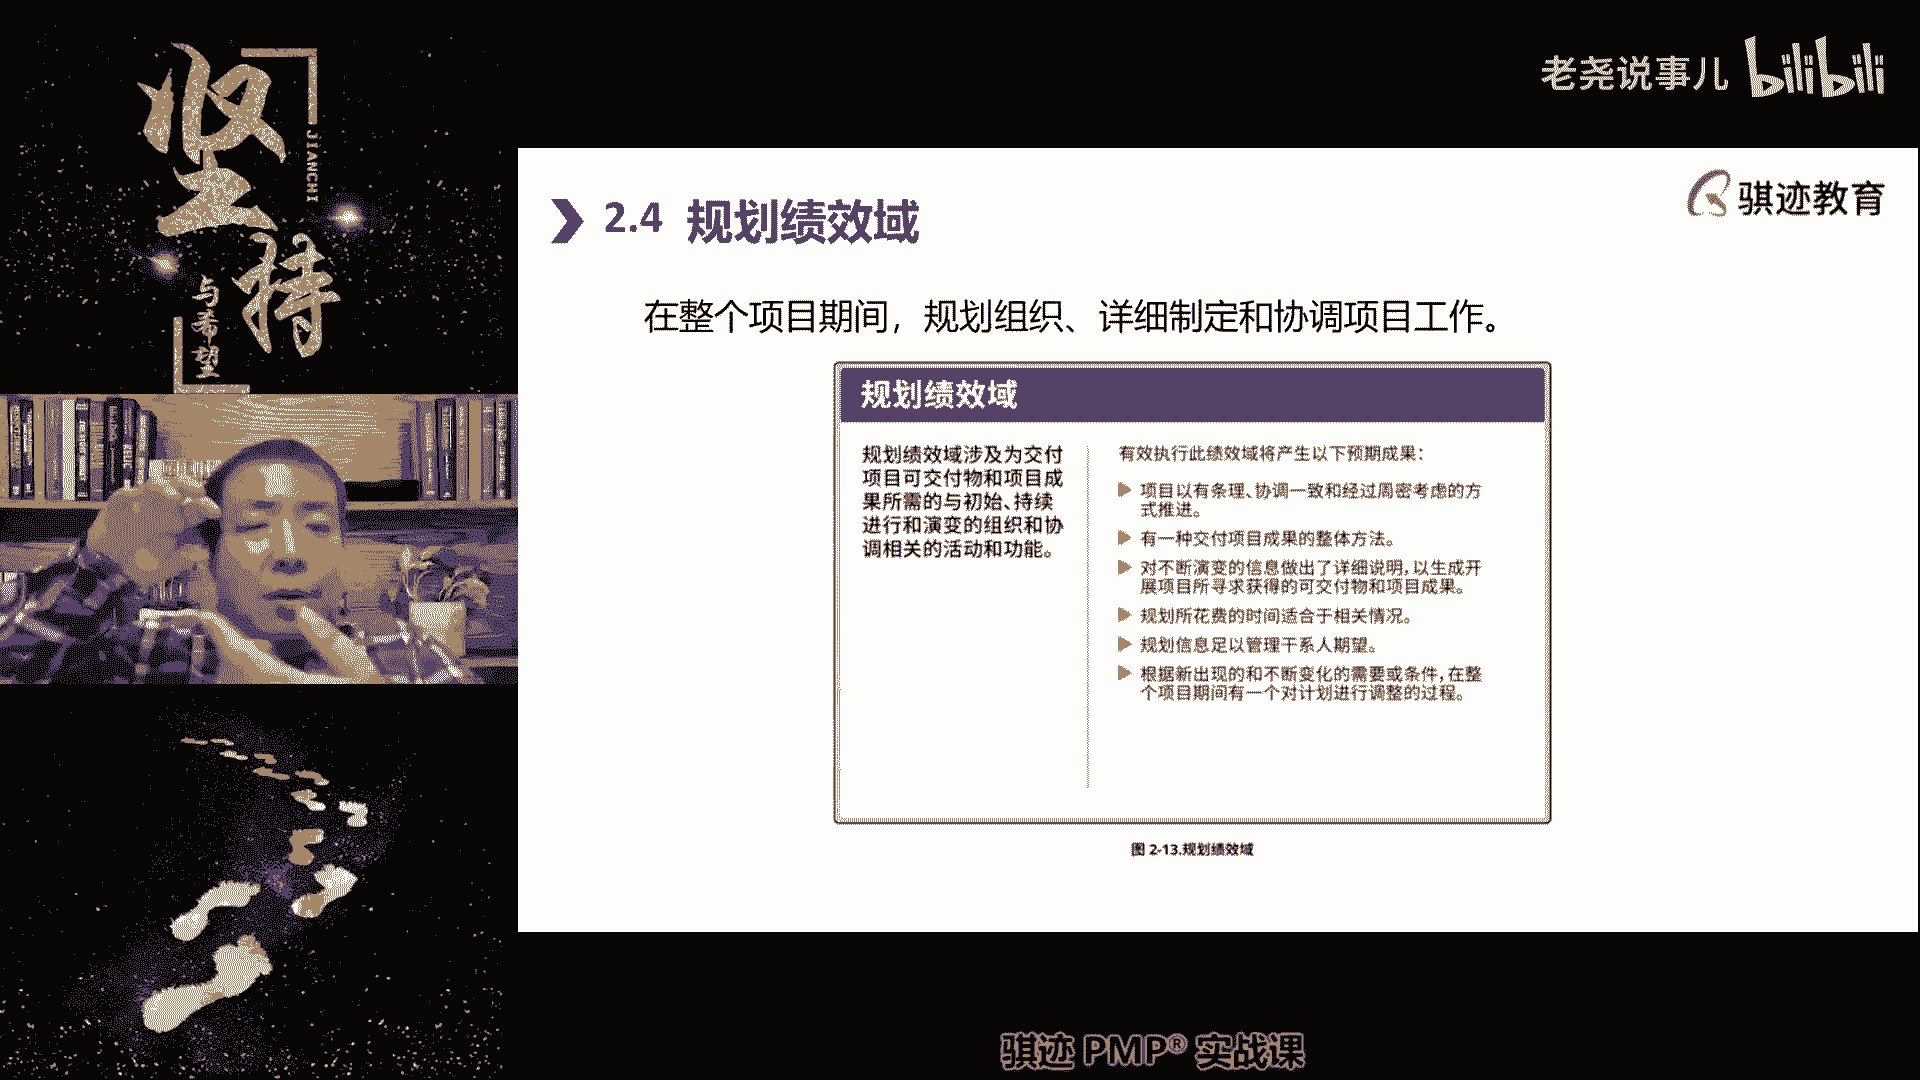 坚持
JIANCHI
与希望
老尧说事儿 bilibili
骐迹教育
2.4 规划绩效域
在整个项目期间，规划组织、详细制定和协调项目工作。
规划绩效域
规划绩效域涉及为交付
项目可交付物和项目成
果所需的与初始、持续
进行和演变的组织和协
调相关的活动和功能。
有效执行此绩效域将产生以下预期成果：
项目以有条理、协调一致和经过周密考虑的方
式推进。
有一种交付项目成果的整体方法。
对不断演变的信息做出了详细说明，以生成开
展项目所寻求获得的可交付物和项目成果。
规划所花费的时间适合于相关情况。
规划信息足以管理干系人期望。
根据新出现的和不断变化的需要或条件，在整
个项目期间有一个对计划进行调整的过程。
图 2-13.规划绩效域
骐迹 PMP® 实战课